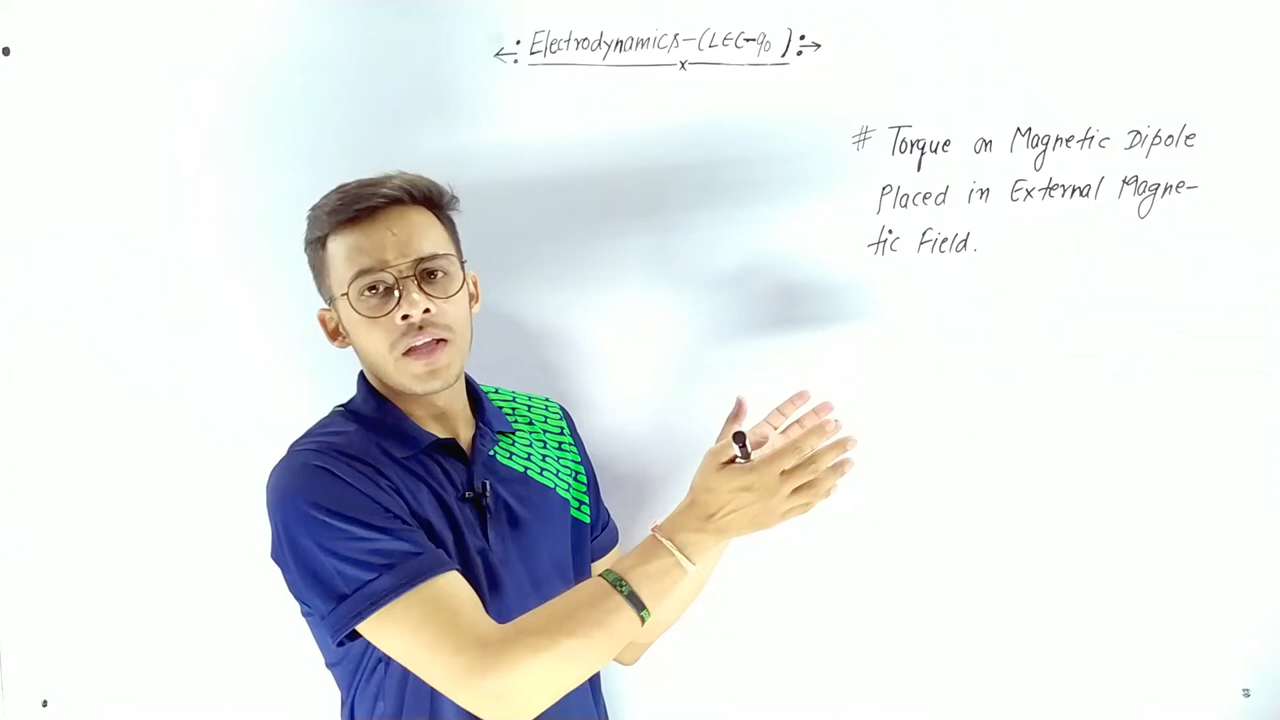 Electrodynamics-(LEC-90)
# Torque on Magnetic Dipole
Placed in External Magne-
tic Field.